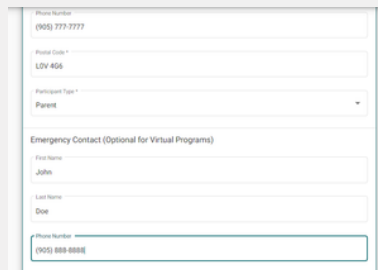 Phone Number
(905) 777-7777
Postal Code *
L0V 4G6
Participant Type *
Parent
Emergency Contact (Optional for Virtual Programs)
First Name
John
Last Name
Doe
Phone Number
(905) 888-8888